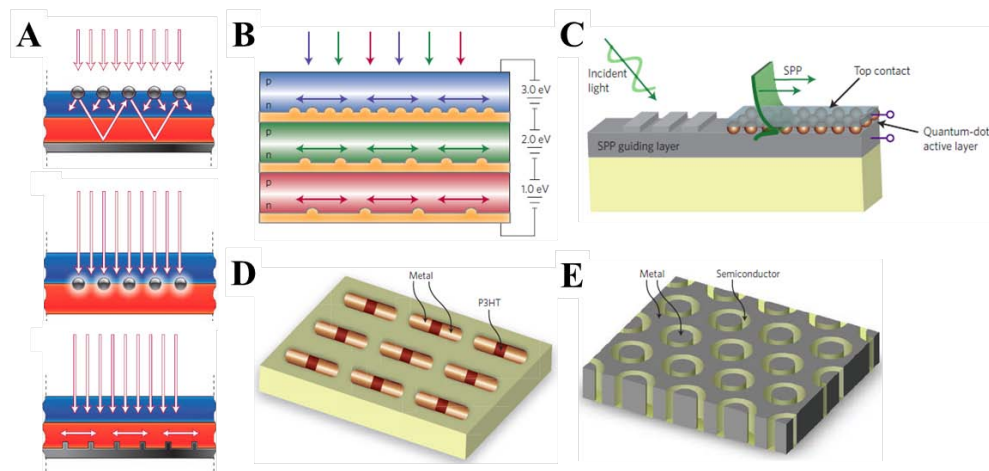 A
B
p
n
3.0 eV
p
n
2.0 eV
p
n
1.0 eV
C
Incident
light
SPP
Top contact
Quantum-dot
active layer
SPP guiding layer
D
Metal
P3HT
E
Metal
Semiconductor